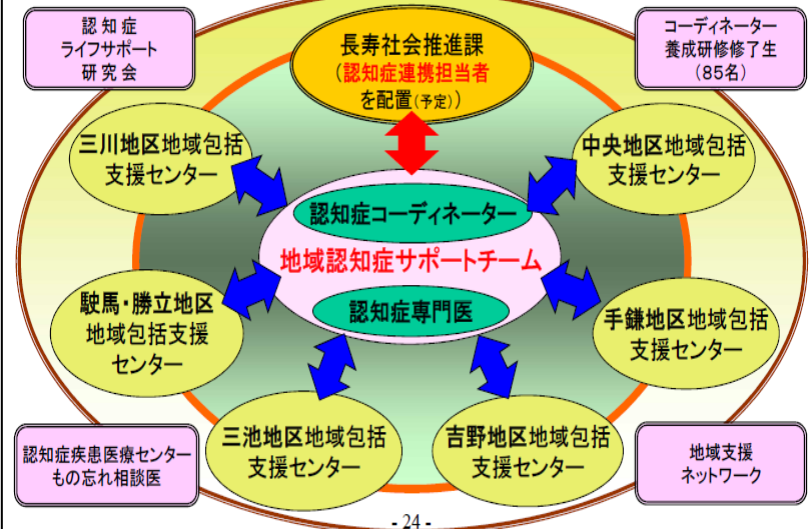 認知症
ライフサポート
研究会
長寿社会推進課
(認知症連携担当者
を配置(予定))
コーディネーター
養成研修修了生
(85名)
三川地区地域包括
支援センター
中央地区地域包括
支援センター
認知症コーディネーター
地域認知症サポートチーム
認知症専門医
駛馬・勝立地区
地域包括支援
センター
手鎌地区地域包括
支援センター
三池地区地域包括
支援センター
吉野地区地域包括
支援センター
認知症疾患医療センター
もの忘れ相談医
地域支援
ネットワーク
- 24 -